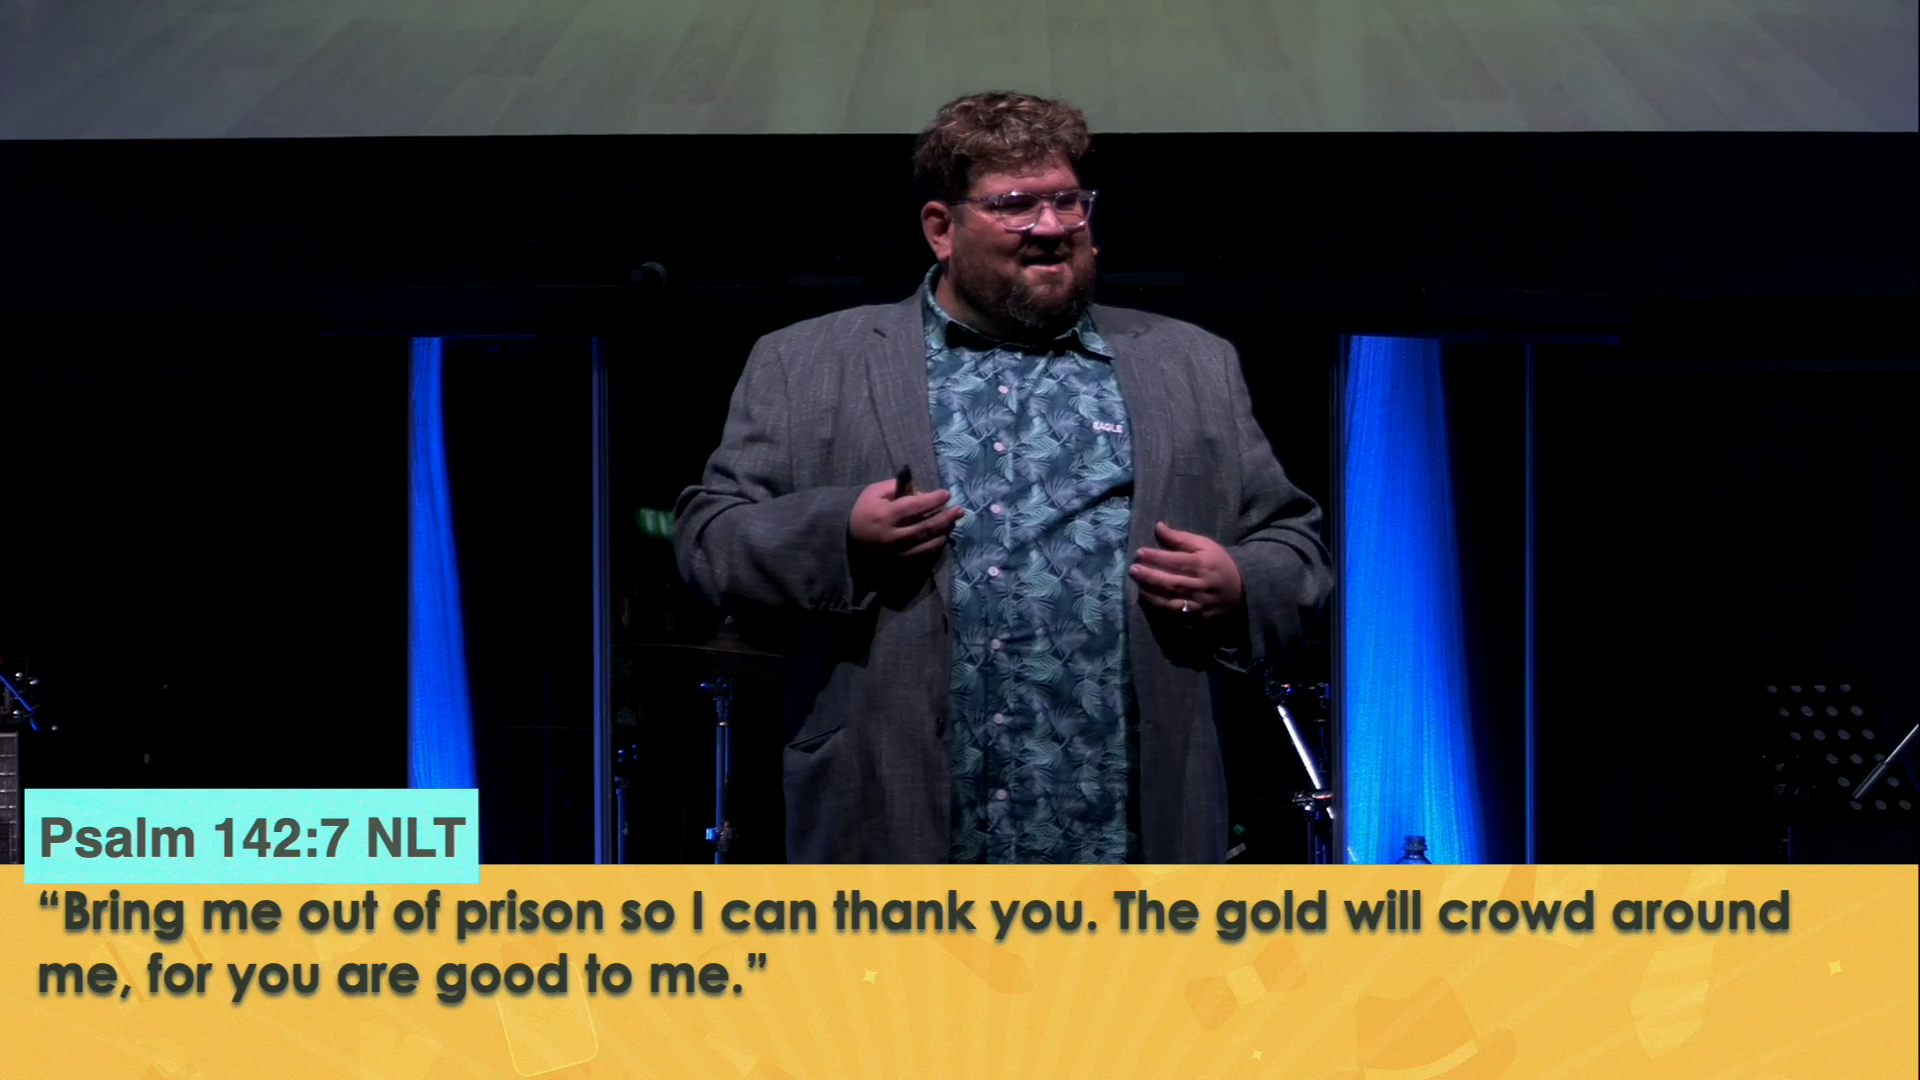 EAGLE
Psalm 142:7 NLT
“Bring me out of prison so I can thank you. The gold will crowd around
me, for you are good to me.”